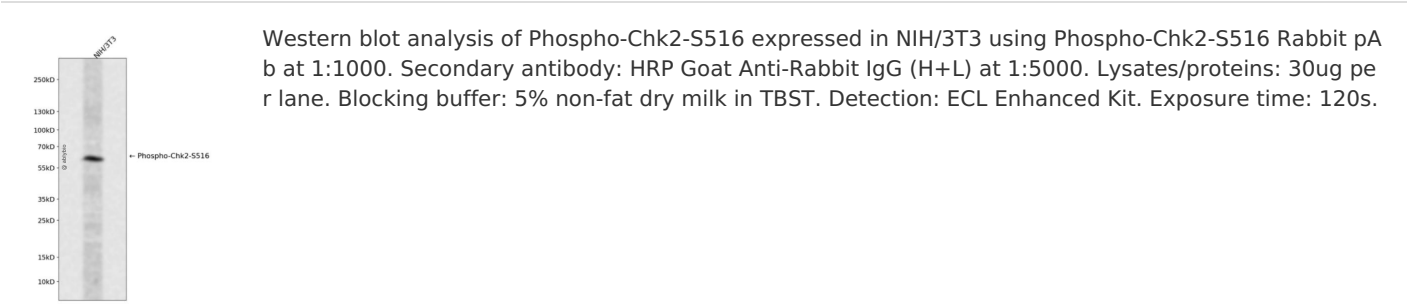 NIH/3T3
250kD
130kD
100kD
70kD
55kD
35kD
25kD
15kD
10kD
@ abybio
← Phospho-Chk2-S516
Western blot analysis of Phospho-Chk2-S516 expressed in NIH/3T3 using Phospho-Chk2-S516 Rabbit pA
b at 1:1000. Secondary antibody: HRP Goat Anti-Rabbit IgG (H+L) at 1:5000. Lysates/proteins: 30ug pe
r lane. Blocking buffer: 5% non-fat dry milk in TBST. Detection: ECL Enhanced Kit. Exposure time: 120s.